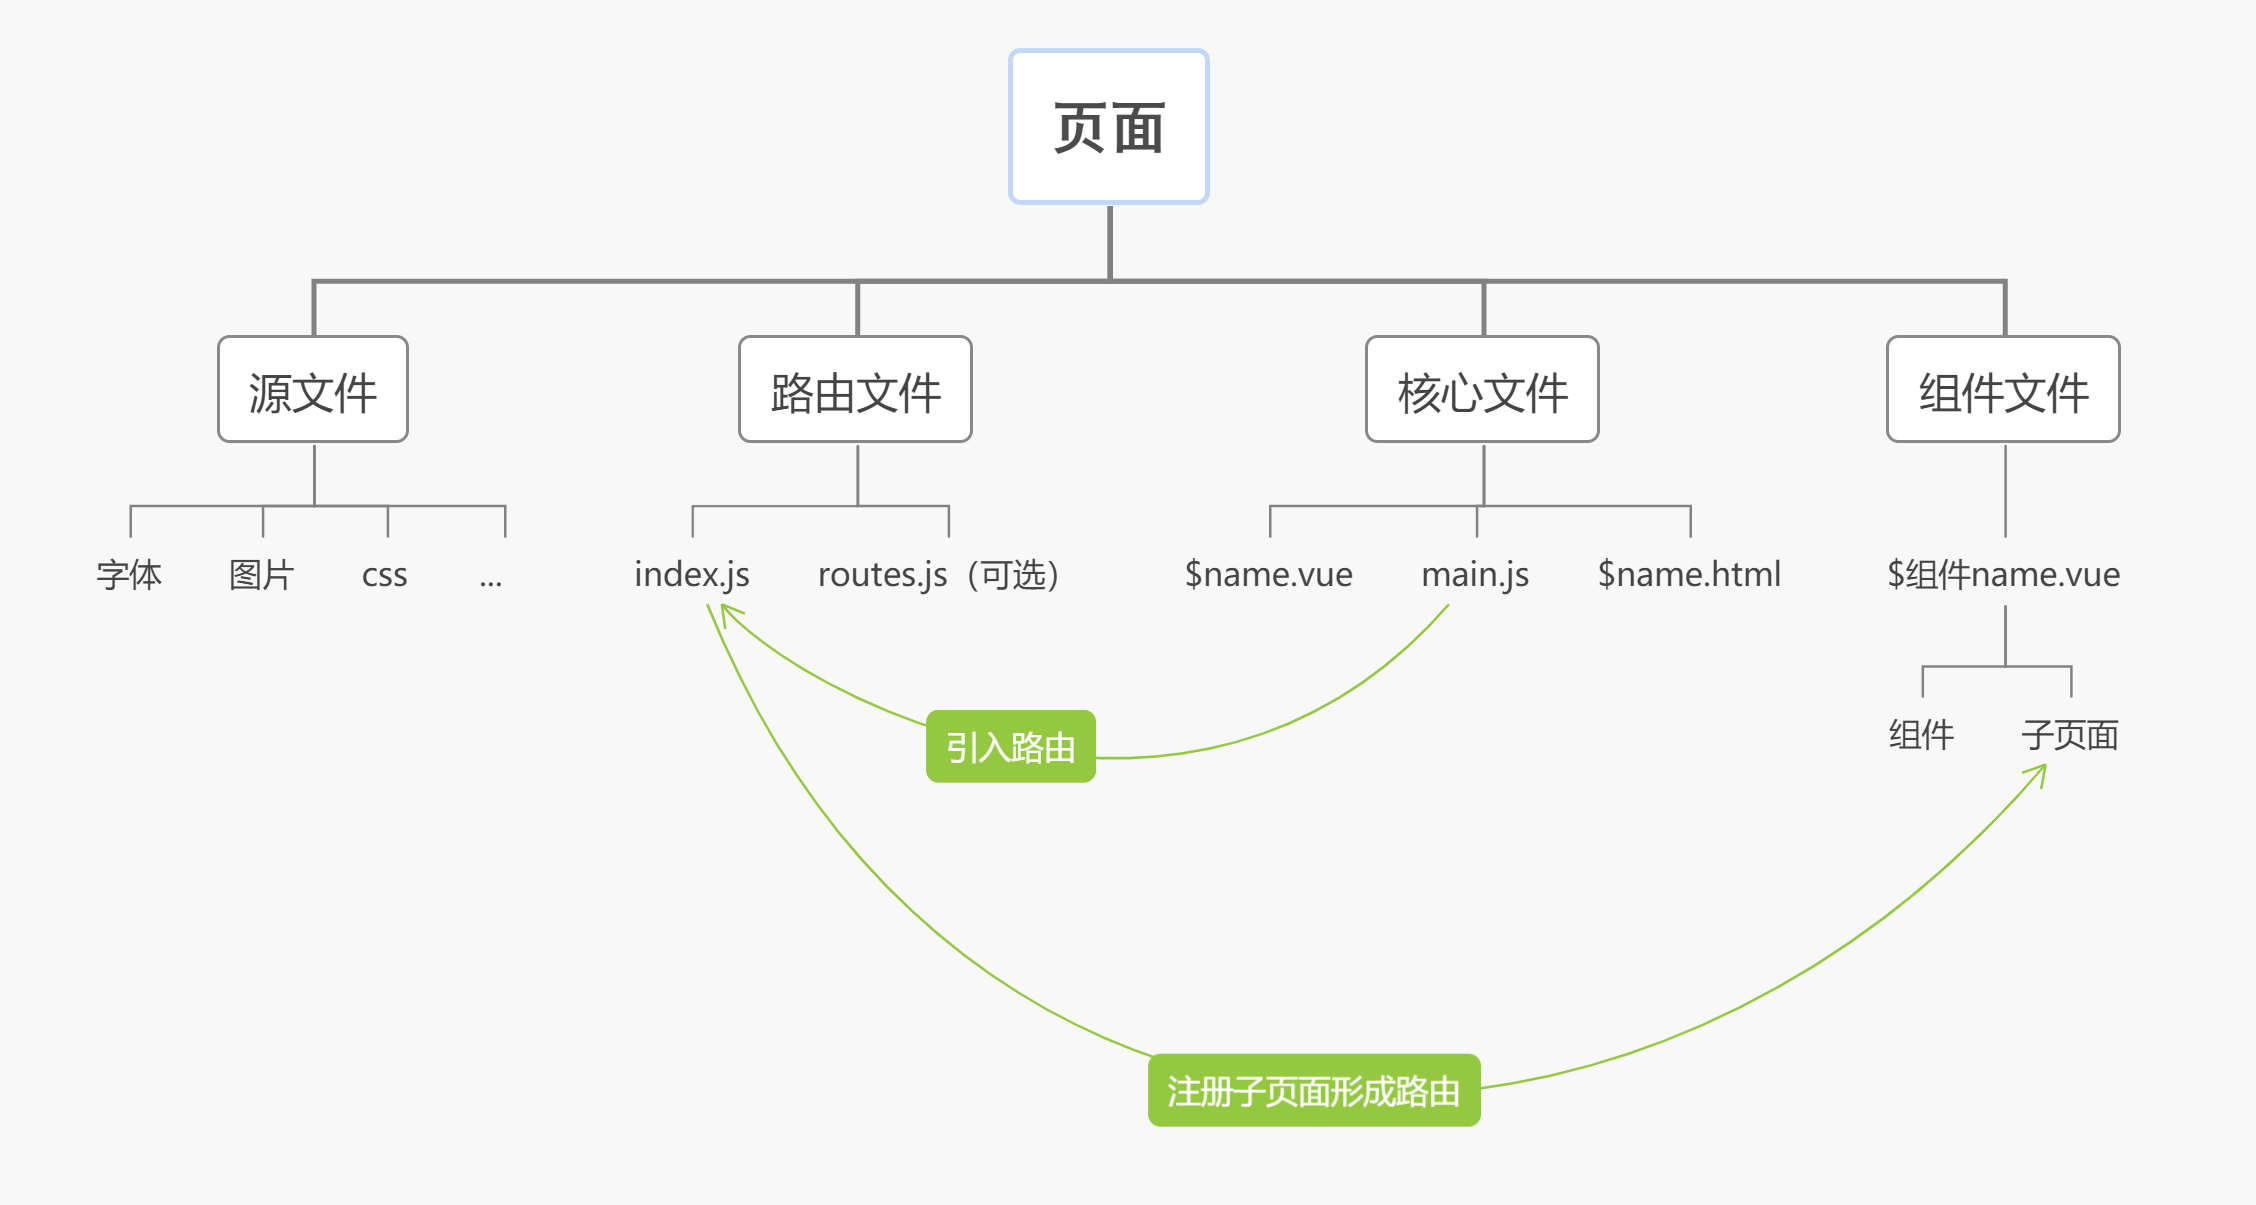 页面
源文件
路由文件
核心文件
组件文件
字体
图片
css
...
index.js
routes.js（可选）
$name.vue
main.js
$name.html
$组件name.vue
组件
子页面
引入路由
注册子页面形成路由